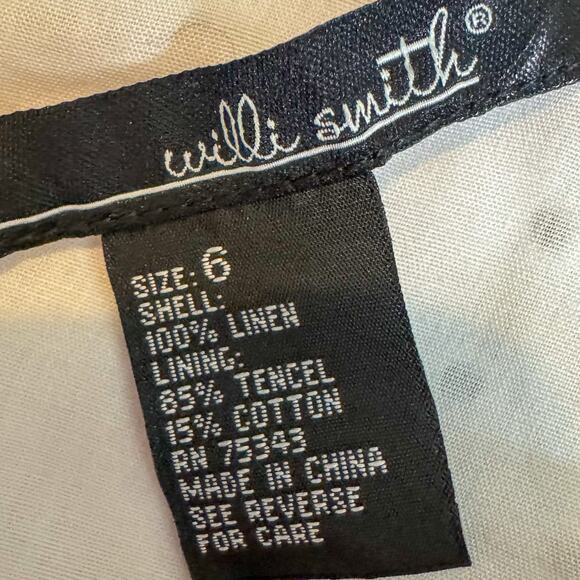 willi smith®
SIZE: 6
SHELL:
100% LINEN
LINING:
85% TENCEL
15% COTTON
RN 75343
MADE IN CHINA
SEE REVERSE
FOR CARE